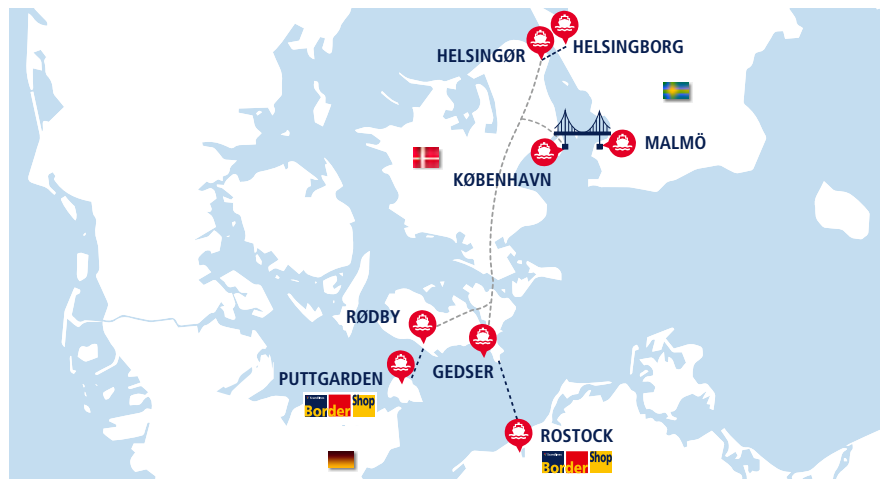 HELSINGØR
HELSINGBORG
MALMÖ
KØBENHAVN
RØDBY
PUTTGARDEN
GEDSER
Border Shop
ROSTOCK
Border Shop